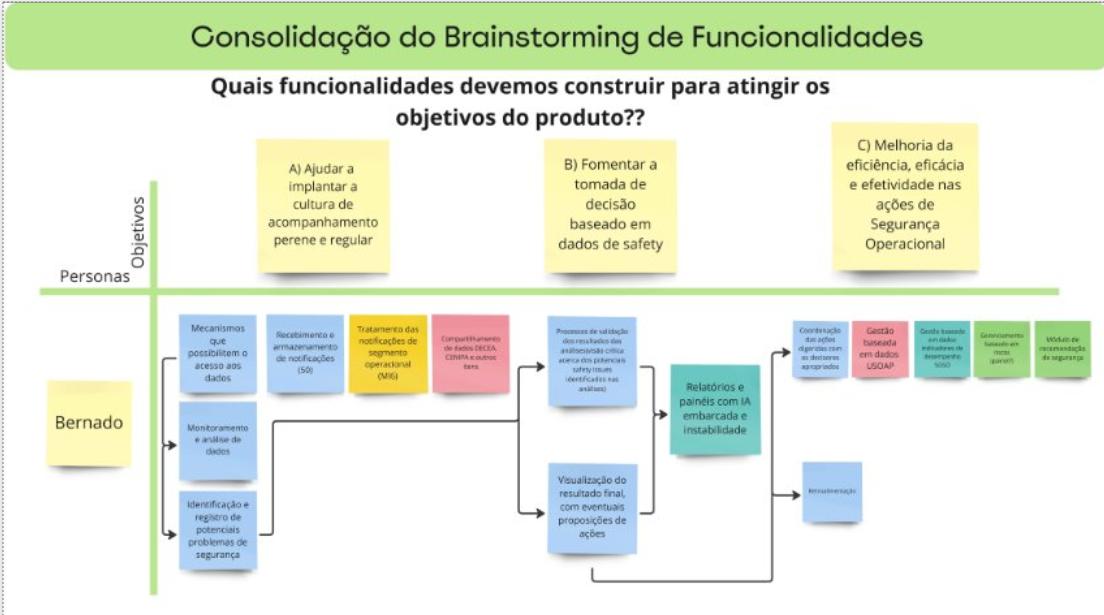 Consolidação do Brainstorming de Funcionalidades
Quais funcionalidades devemos construir para atingir os
objetivos do produto??
A) Ajudar a
implantar a
cultura de
acompanhamento
perene e regular
B) Fomentar a
tomada de
decisão
baseado em
dados de safety
C) Melhoria da
eficiência, eficácia
e efetividade nas
ações de
Segurança
Operacional
Objetivos
Personas
Bernado
Mecanismos
que
possibilitem o
acesso aos
dados
Recebimento e
armazenamento
de notificações
(50)
Tratamento das
notificações de
segmento
operacional
(MIG)
Compartilhamento
de dados DECEA,
CENIPA e outros
itens
Monitoramento
e análise de
dados
Identificação e
registro de
potenciais
problemas de
segurança
Processos de validação
dos resultados das
acerca dos potenciais
safety issues
identificados nas
análises)
Visualização do
resultado final,
com eventuais
proposições de
ações
Relatórios e
painéis com IA
embarcada e
instabilidade
Coordenação
das ações
digeridas com
os decisores
apropriados
Gestão
baseada
em dados
USOAP
Gestão baseada
em dados
indicadores de
desempenho
SGSO
Gerenciamento
baseado em
riscos
Módulo de
recomendação
de segurança
Retroalimentação